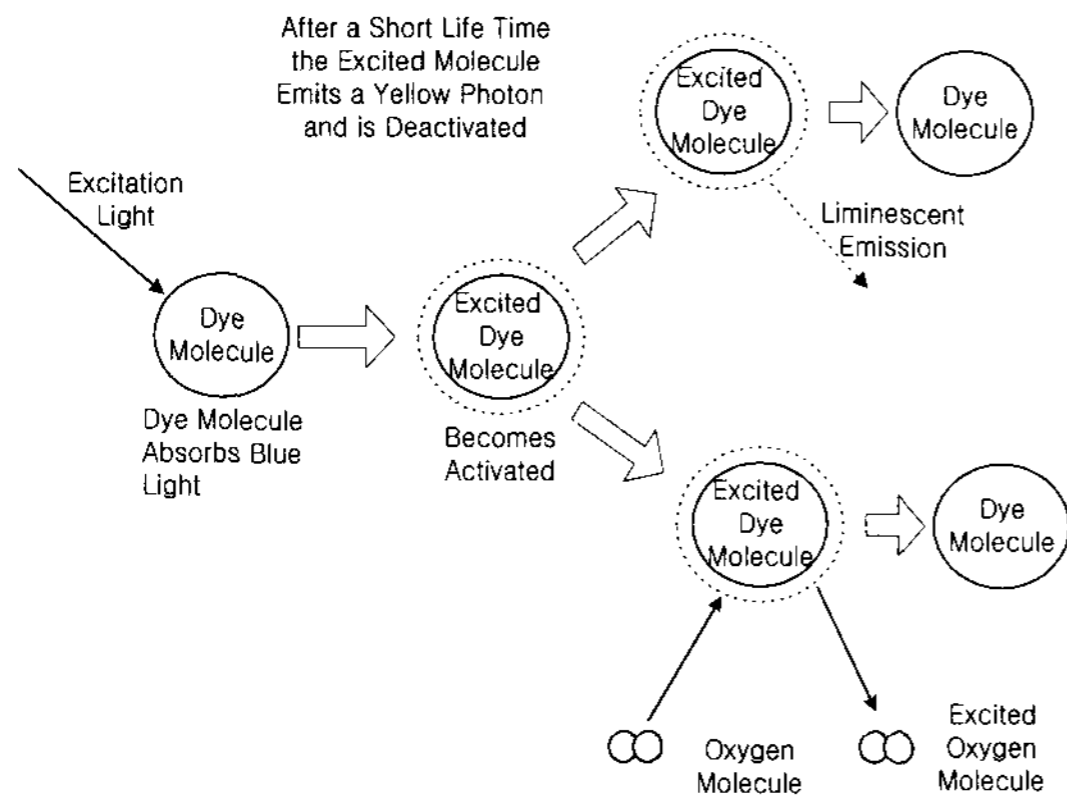 After a Short Life Time
the Excited Molecule
Emits a Yellow Photon
and is Deactivated
Excited
Dye
Molecule
Dye
Molecule
Excitation
Light
Liminescent
Emission
Dye
Molecule
Excited
Dye
Molecule
Dye Molecule
Absorbs Blue
Light
Becomes
Activated
Excited
Dye
Molecule
Dye
Molecule
Oxygen
Molecule
Excited
Oxygen
Molecule